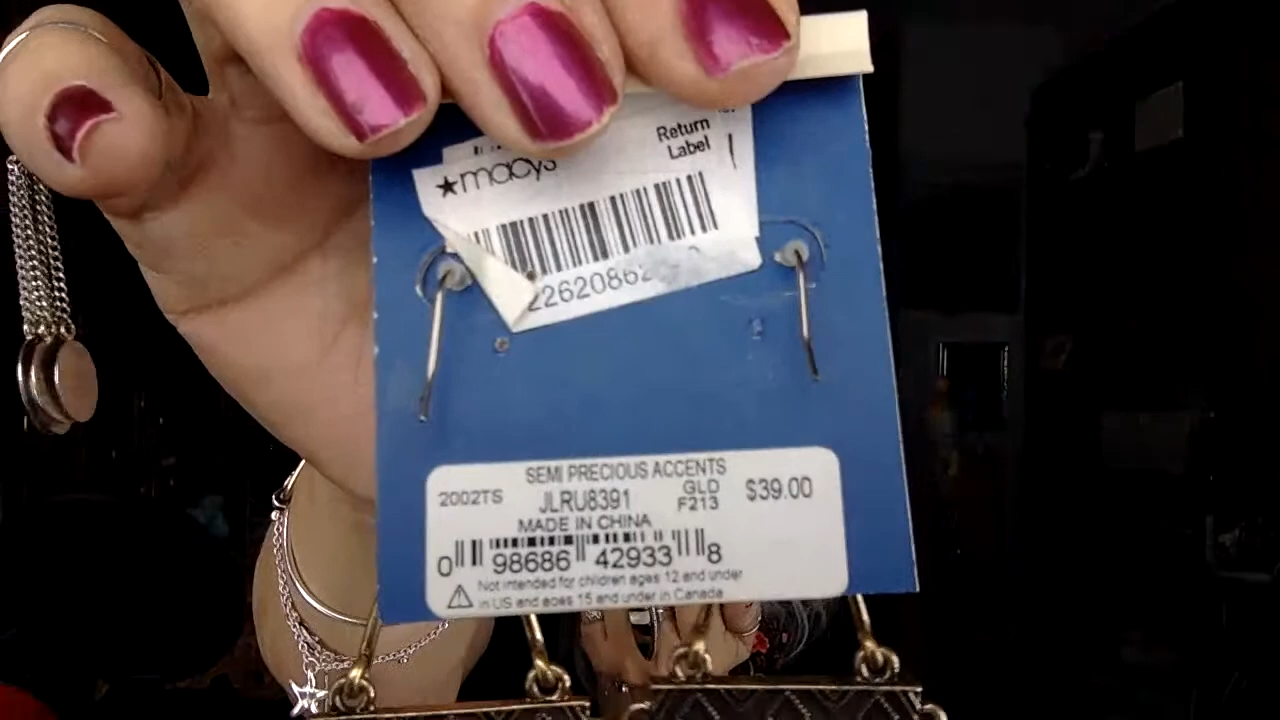 Return
Label
★macys
2262086
SEMI PRECIOUS ACCENTS
2002TS JLRU8391 GLD F213 $39.00
MADE IN CHINA
0 98686 42933 8
Not intended for children ages 12 and under
in US and ages 15 and under in Canada